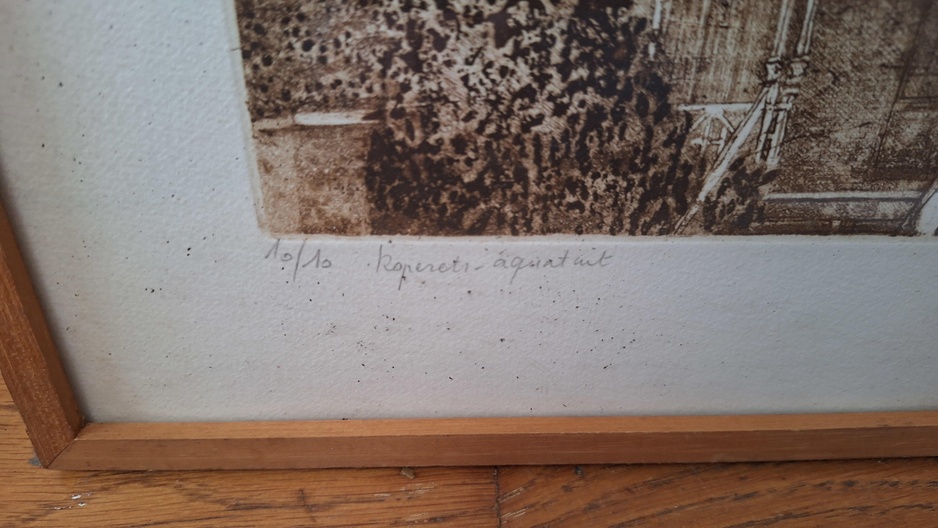 10/10 koperets - aquatint